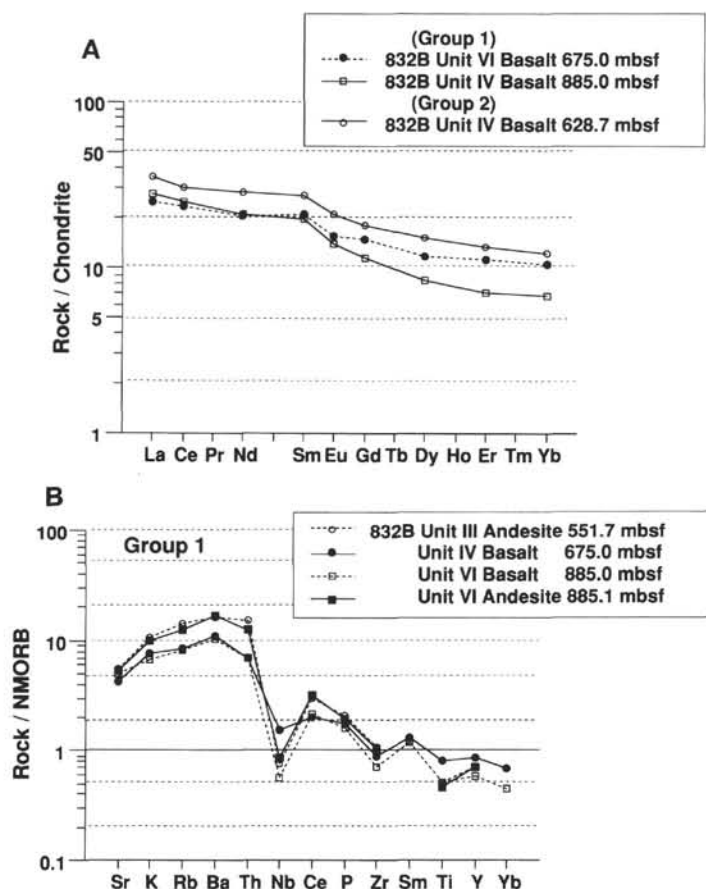 A
(Group 1)
832B Unit VI Basalt 675.0 mbsf
832B Unit IV Basalt 885.0 mbsf
(Group 2)
832B Unit IV Basalt 628.7 mbsf
100
50
10
5
1
Rock / Chondrite
La Ce Pr Nd Sm Eu Gd Tb Dy Ho Er Tm Yb
B
Group 1
832B Unit III Andesite 551.7 mbsf
Unit IV Basalt 675.0 mbsf
Unit VI Basalt 885.0 mbsf
Unit VI Andesite 885.1 mbsf
100
10
1
0.1
Rock / NMORB
Sr K Rb Ba Th Nb Ce P Zr Sm Ti Y Yb